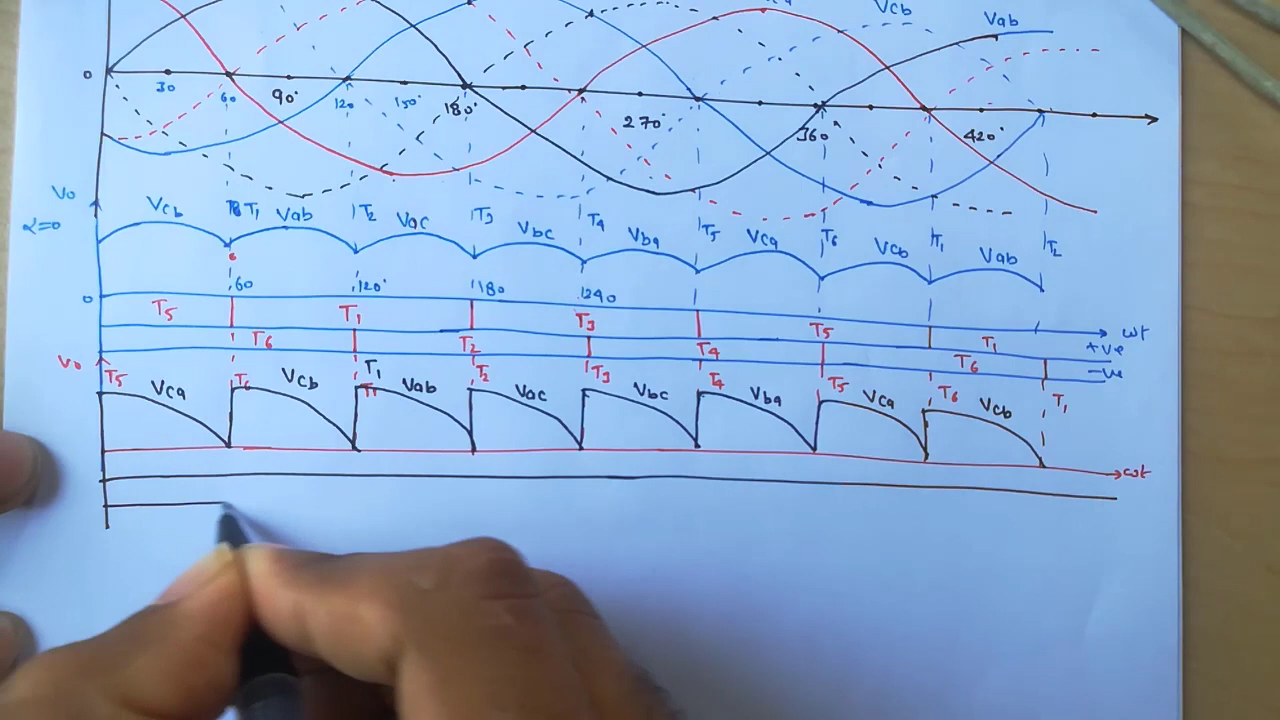 Vcb Vab
0 30 60 90° 120 150° 180° 270° 360° 420°
Vo
α=0 Vcb T1 Vab T2 Vac T3 Vbc T4 Vba T5 Vca T6 Vcb T1 Vab T2
0 60 120° 180 240
T5 T1 T3 T5 T1 wt
T6 T2 T4 T6 +ve
-ve
Vo T5 Vca T6 Vcb T1 T1 Vab T2 Vac T3 Vbc T4 Vba T5 Vca T6 Vcb T1
wt